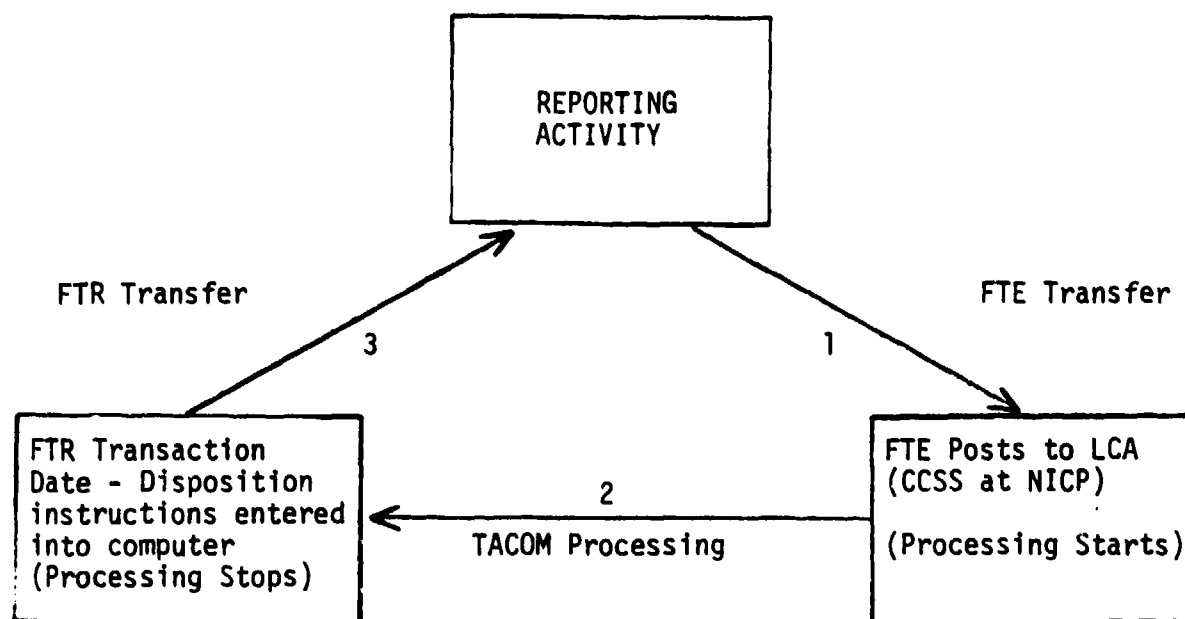 REPORTING
ACTIVITY
FTR Transfer
FTE Transfer
3
1
FTR Transaction
Date - Disposition
instructions entered
into computer
(Processing Stops)
2
TACOM Processing
FTE Posts to LCA
(CCSS at NICP)
(Processing Starts)